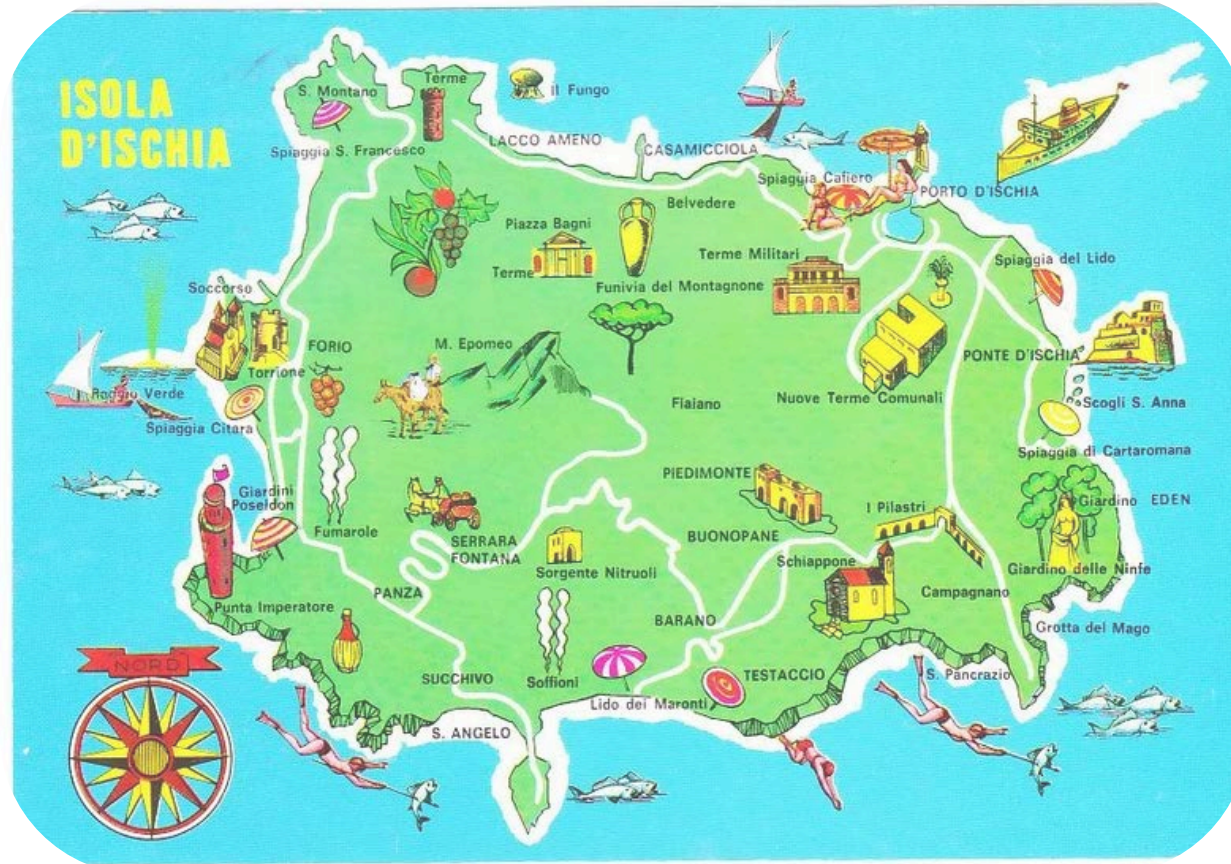 ISOLA
D'ISCHIA
S. Montano
Terme
Il Fungo
Spiaggia S. Francesco
LACCO AMENO
CASAMICCIOLA
Spiaggia Cafiero
PORTO D'ISCHIA
Piazza Bagni
Terme
Belvedere
Terme Militari
Spiaggia del Lido
Funivia del Montagnone
Soccorso
Torrione
FORIO
M. Epomeo
PONTE D'ISCHIA
Raggio Verde
Spiaggia Citara
Fiaiano
Nuove Terme Comunali
Scogli S. Anna
Spiaggia di Cartaromana
PIEDIMONTE
Giardini
Poseidon
Fumarole
I Pilastri
Giardino EDEN
SERRARA
FONTANA
BUONOPANE
Sorgente Nitruoli
Schiappone
Giardino delle Ninfe
PANZA
Campagnano
Punta Imperatore
BARANO
Grotta del Mago
NORD
SUCCHIVO
Soffioni
TESTACCIO
S. Pancrazio
Lido dei Maronti
S. ANGELO